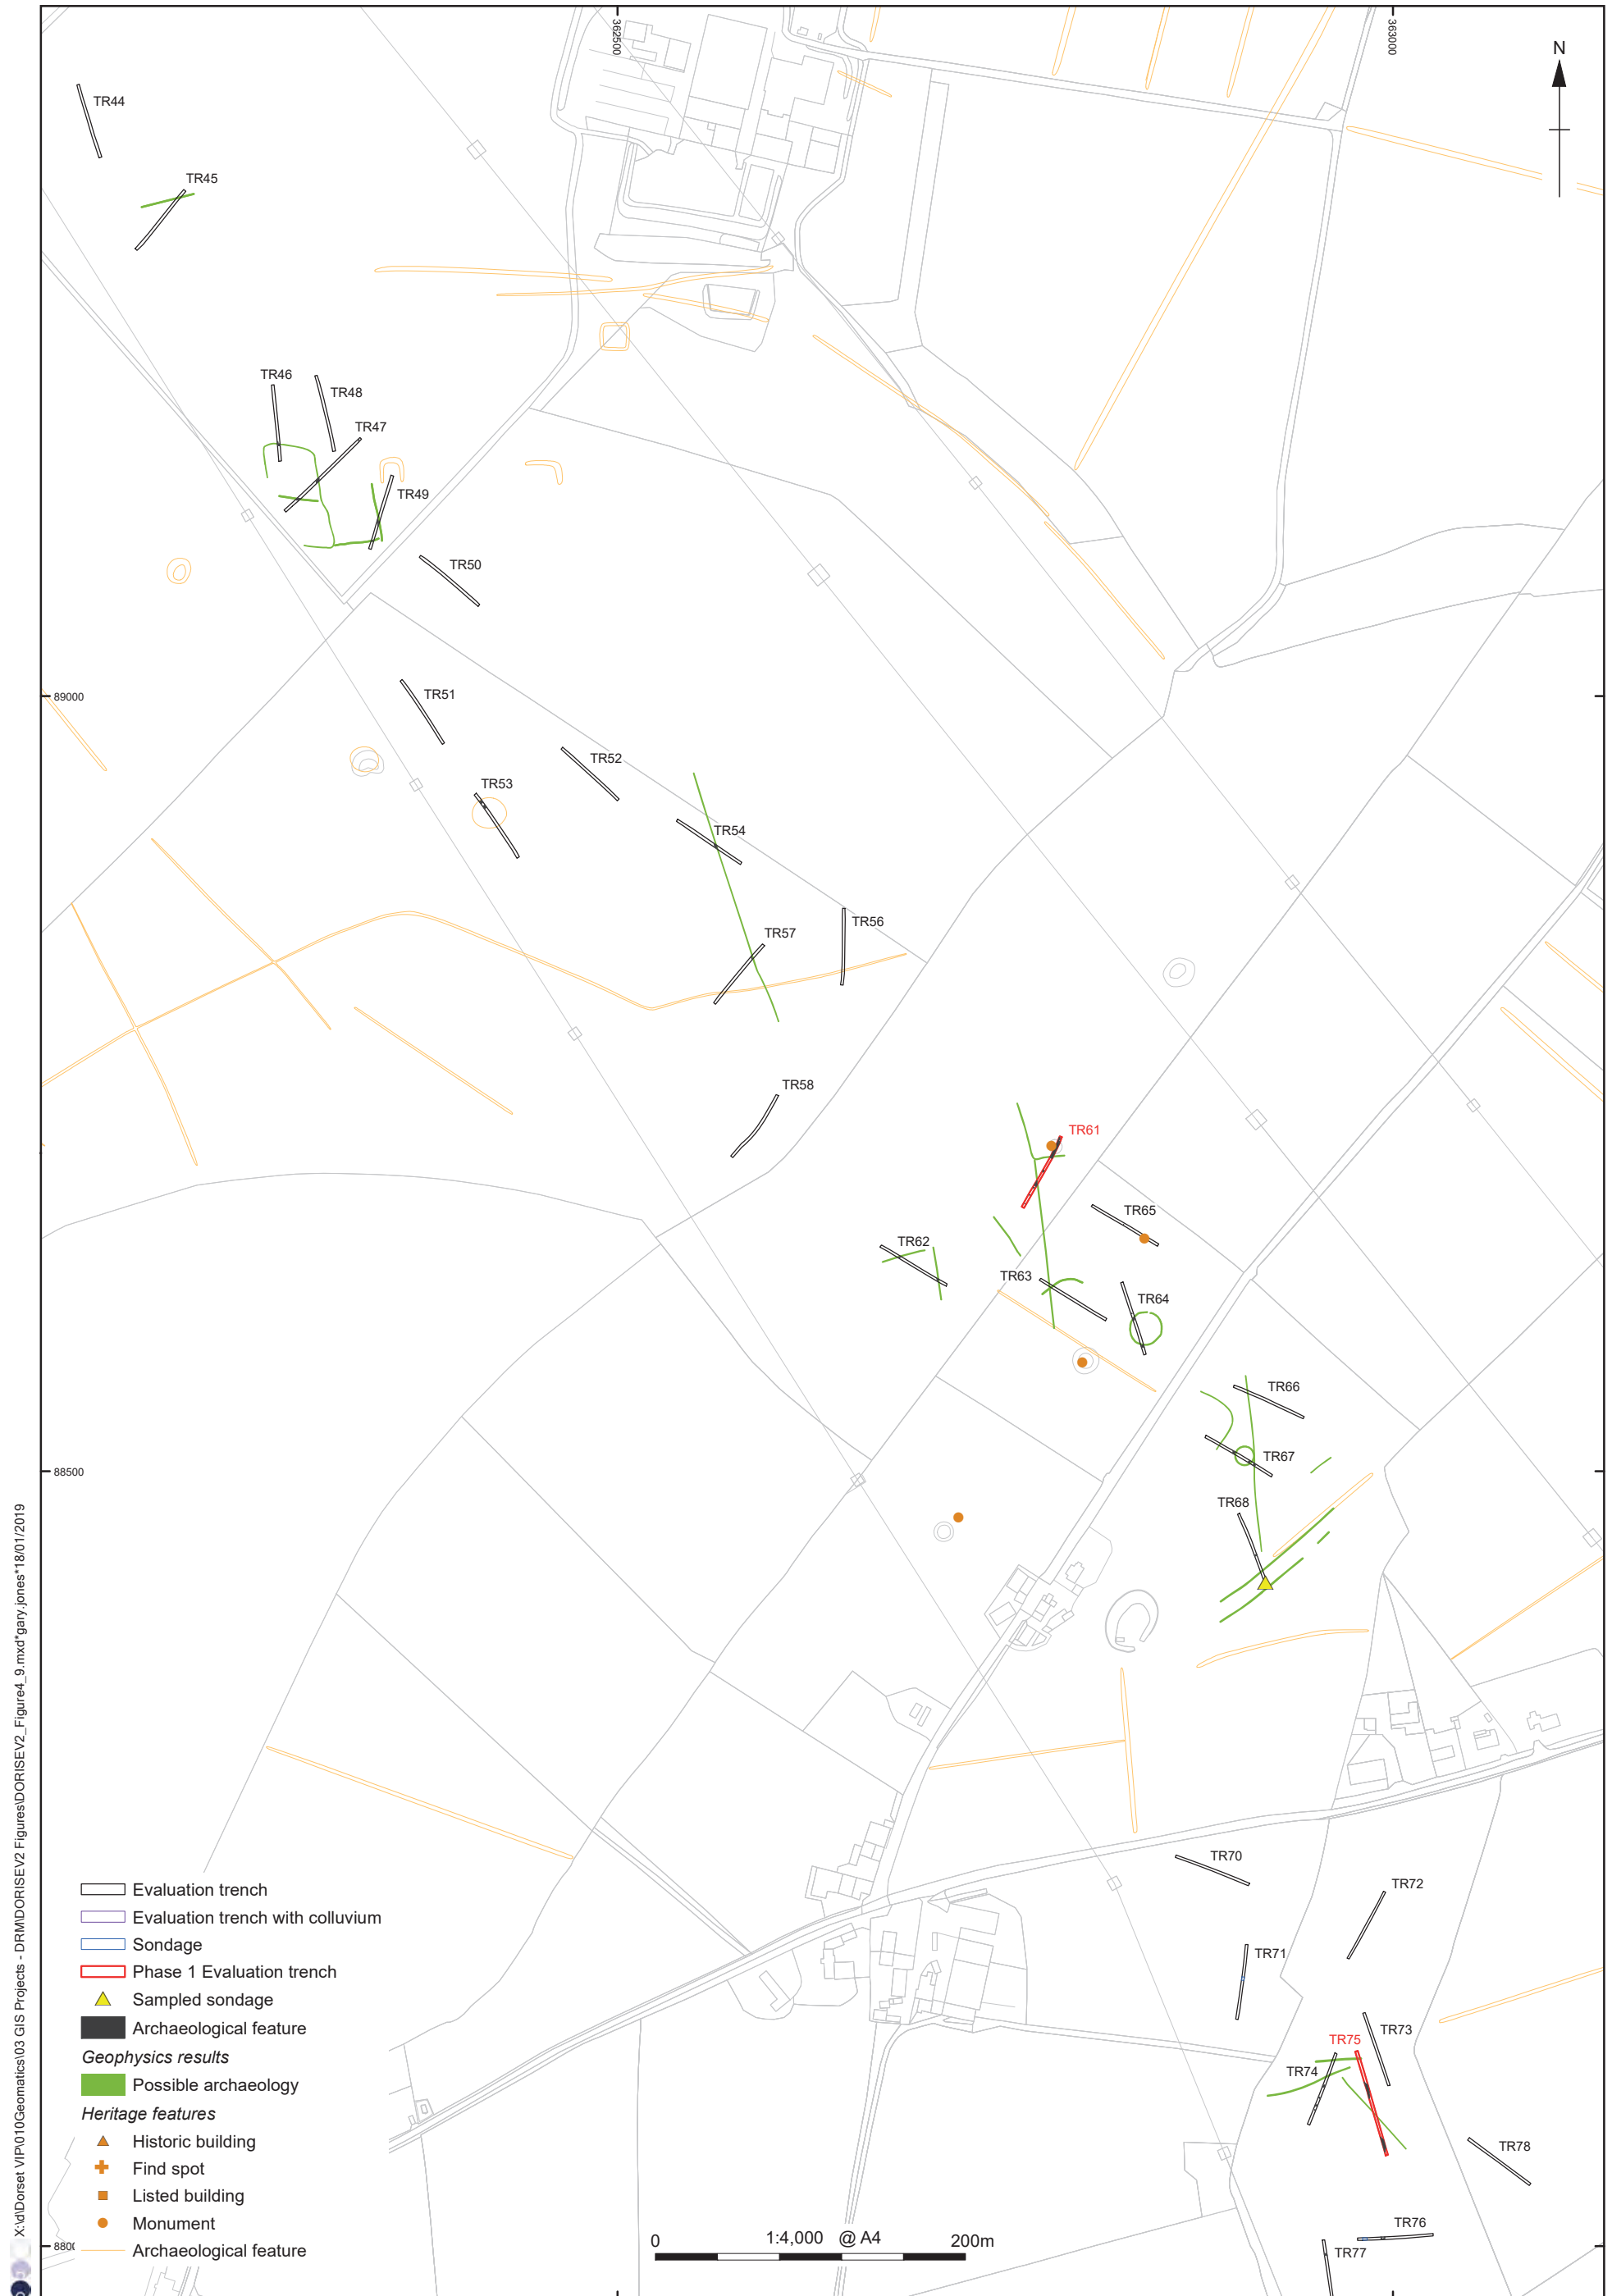 362500
363000
N
TR44
TR45
TR46
TR48
TR47
TR49
TR50
TR51
89000
TR52
TR53
TR54
TR56
TR57
TR58
TR61
TR65
TR62
TR63
TR64
TR66
TR67
88500
TR68
TR70
TR72
TR71
TR73
TR75
TR74
TR78
TR76
TR77
Evaluation trench
Evaluation trench with colluvium
Sondage
Phase 1 Evaluation trench
Sampled sondage
Archaeological feature
Geophysics results
Possible archaeology
Heritage features
Historic building
Find spot
Listed building
Monument
Archaeological feature
0 1:4,000 @ A4 200m
X:\d\Dorset VIP\010Geomatics\03 GIS Projects - DRM\DORISEV2 Figures\DORISEV2_Figure4_9.mxd*gary.jones*18/01/2019